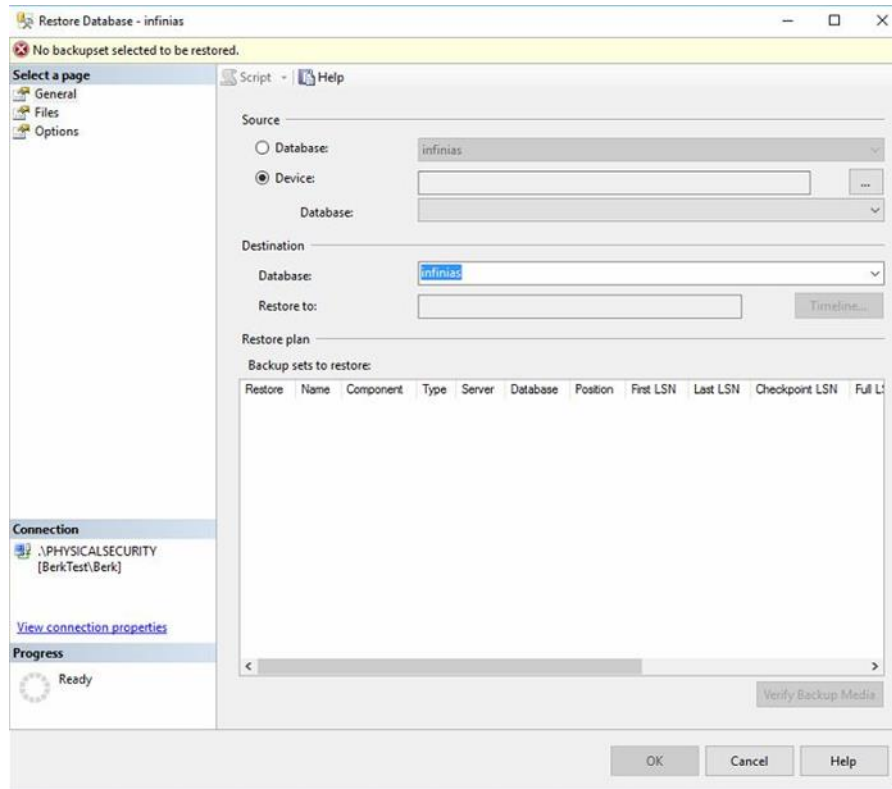 Restore Database - infinias
No backupset selected to be restored.
Select a page
General
Files
Options
Script
Help
Source
Database:
infinias
Device:
...
Database:
Destination
Database:
infinias
Restore to:
Timeline...
Restore plan
Backup sets to restore:
Restore Name Component Type Server Database Position First LSN Last LSN Checkpoint LSN Full LS
Connection
.\PHYSICALSECURITY
[BerkTest\Berk]
View connection properties
Progress
Ready
Verify Backup Media
OK Cancel Help